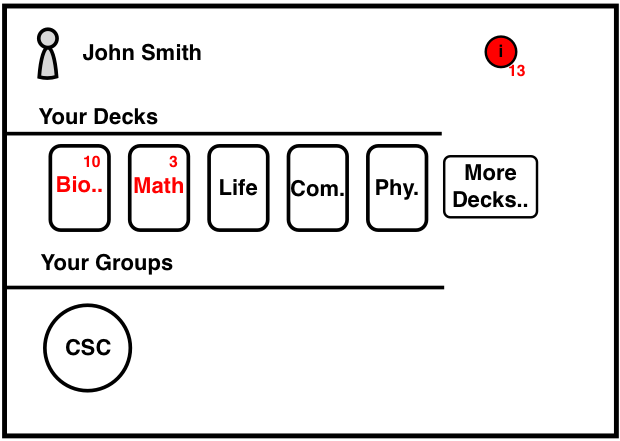 John Smith
i
13
Your Decks
10
Bio..
3
Math
Life
Com.
Phy.
More
Decks..
Your Groups
CSC